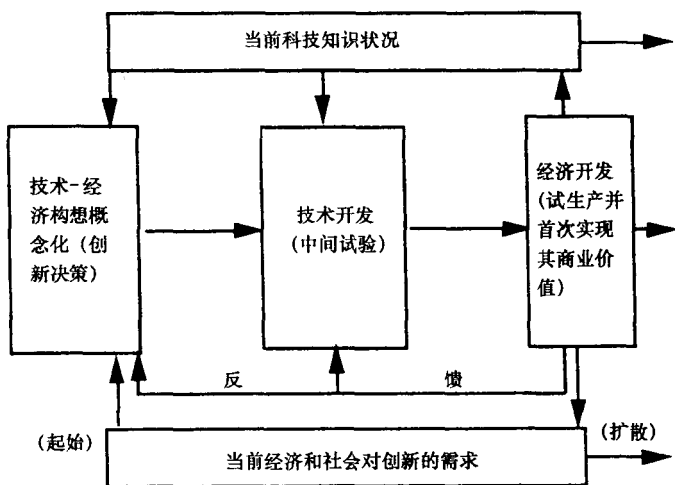 当前科技知识状况
技术-经
济构想概
念化(创
新决策)
技术开发
(中间试验)
经济开发
(试生产并
首次实现
其商业价
值)
反
馈
(起始)
(扩散)
当前经济和社会对创新的需求